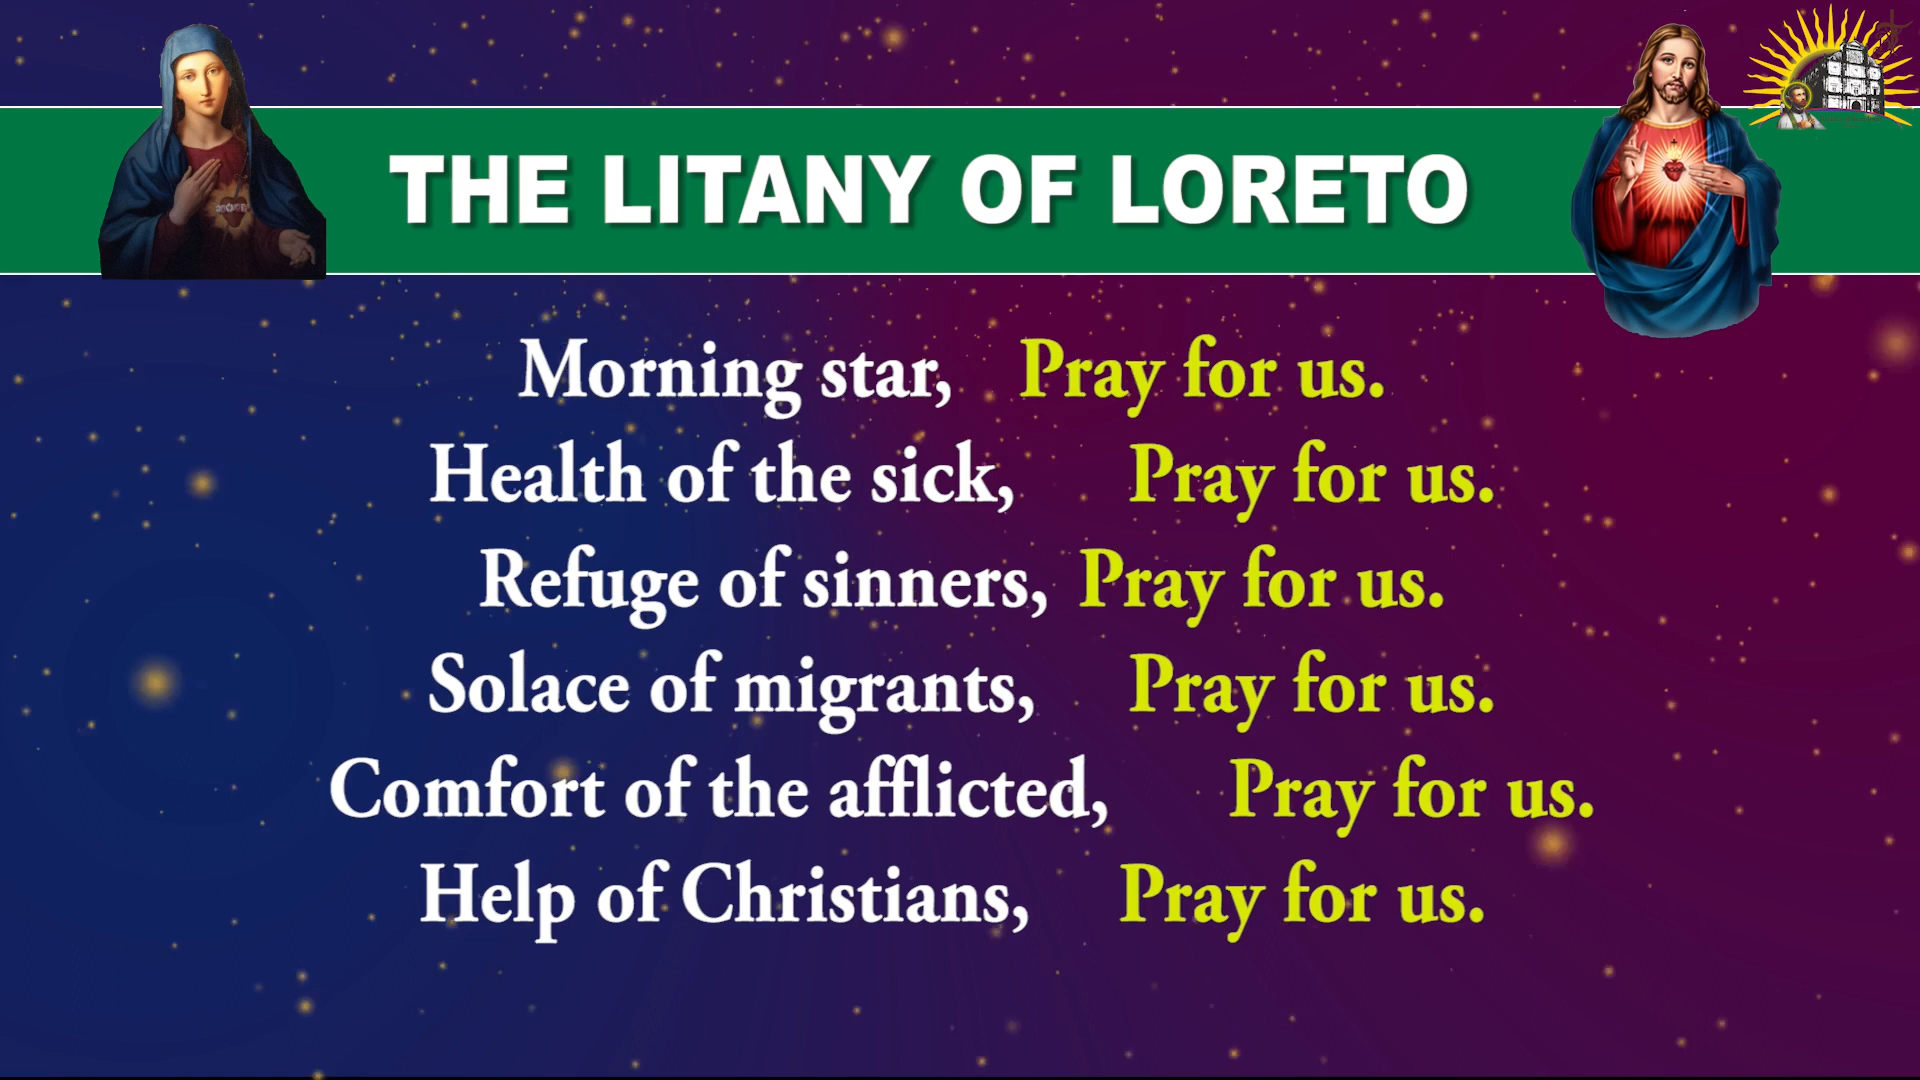 THE LITANY OF LORETO
Morning star, Pray for us.
Health of the sick, Pray for us.
Refuge of sinners, Pray for us.
Solace of migrants, Pray for us.
Comfort of the afflicted, Pray for us.
Help of Christians, Pray for us.